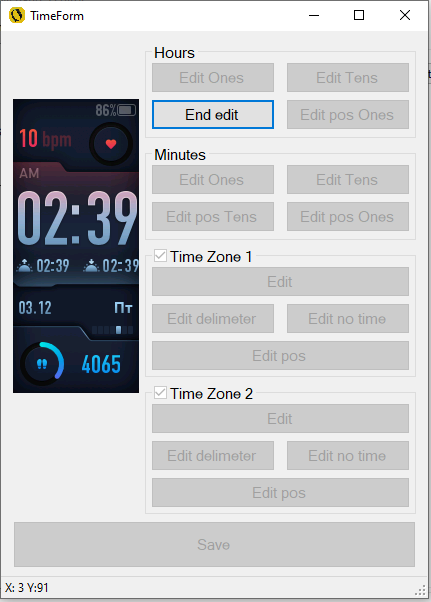 TimeForm
86%
10 bpm
AM
02:39
02:39 02:39
03.12 Пт
4065
Hours
Edit Ones Edit Tens
End edit Edit pos Ones
Minutes
Edit Ones Edit Tens
Edit pos Tens Edit pos Ones
Time Zone 1
Edit
Edit delimeter Edit no time
Edit pos
Time Zone 2
Edit
Edit delimeter Edit no time
Edit pos
Save
X: 3 Y:91